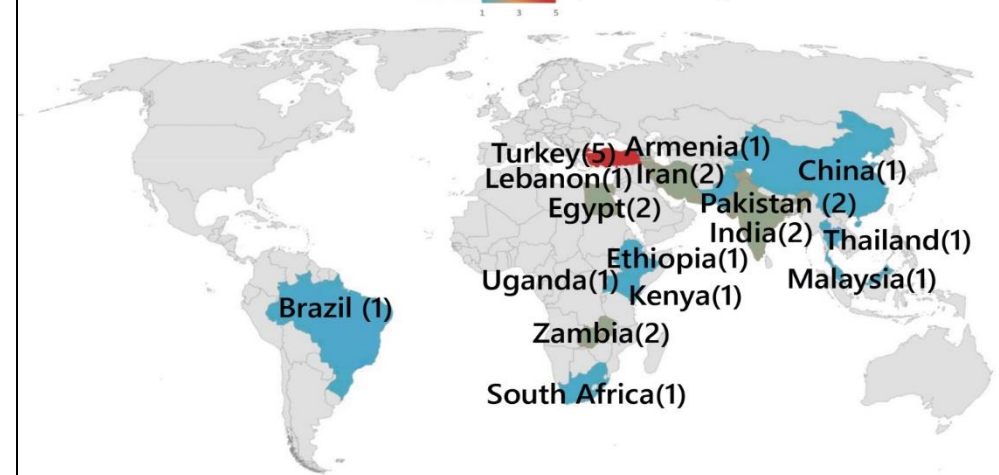 1 3 5
Turkey(5) Armenia(1)
Lebanon(1) Iran(2) China(1)
Egypt(2) Pakistan (2)
India(2) Thailand(1)
Ethiopia(1)
Uganda(1) Malaysia(1)
Kenya(1)
Brazil (1)
Zambia(2)
South Africa(1)